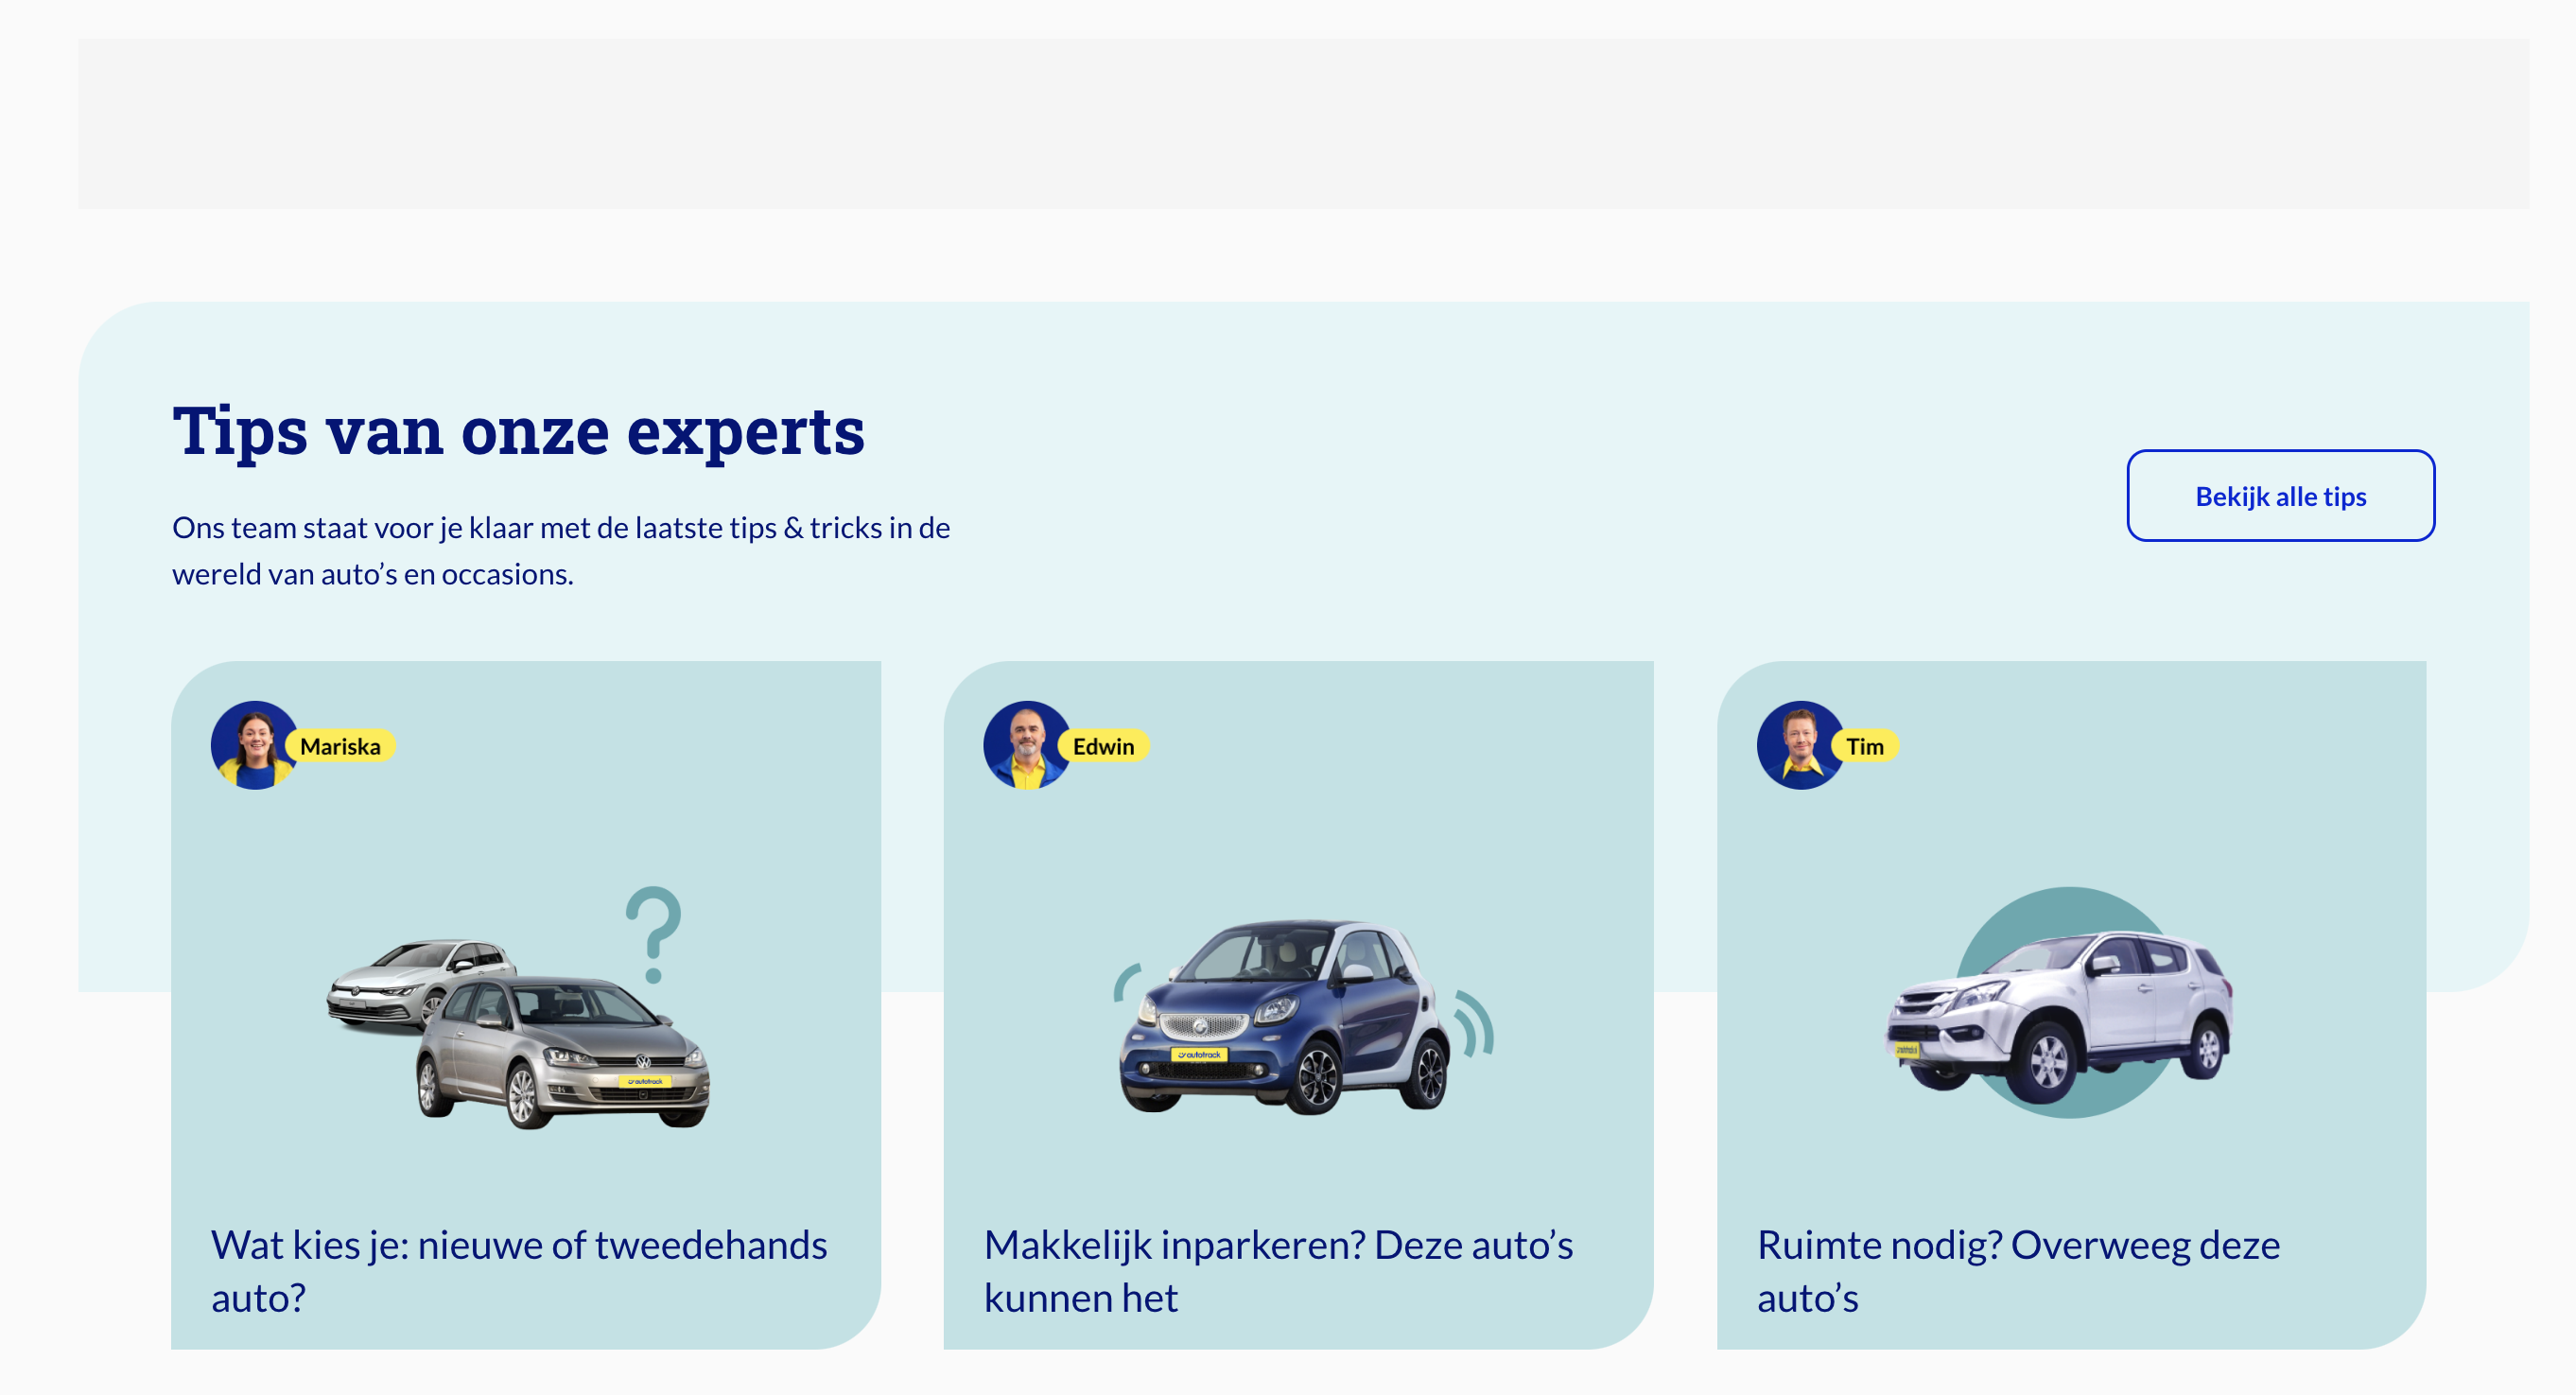 Tips van onze experts
Ons team staat voor je klaar met de laatste tips & tricks in de
wereld van auto’s en occasions.
Bekijk alle tips
Mariska
Edwin
Tim
autotrack
autotrack
Wat kies je: nieuwe of tweedehands
auto?
Makkelijk inparkeren? Deze auto’s
kunnen het
Ruimte nodig? Overweeg deze
auto’s